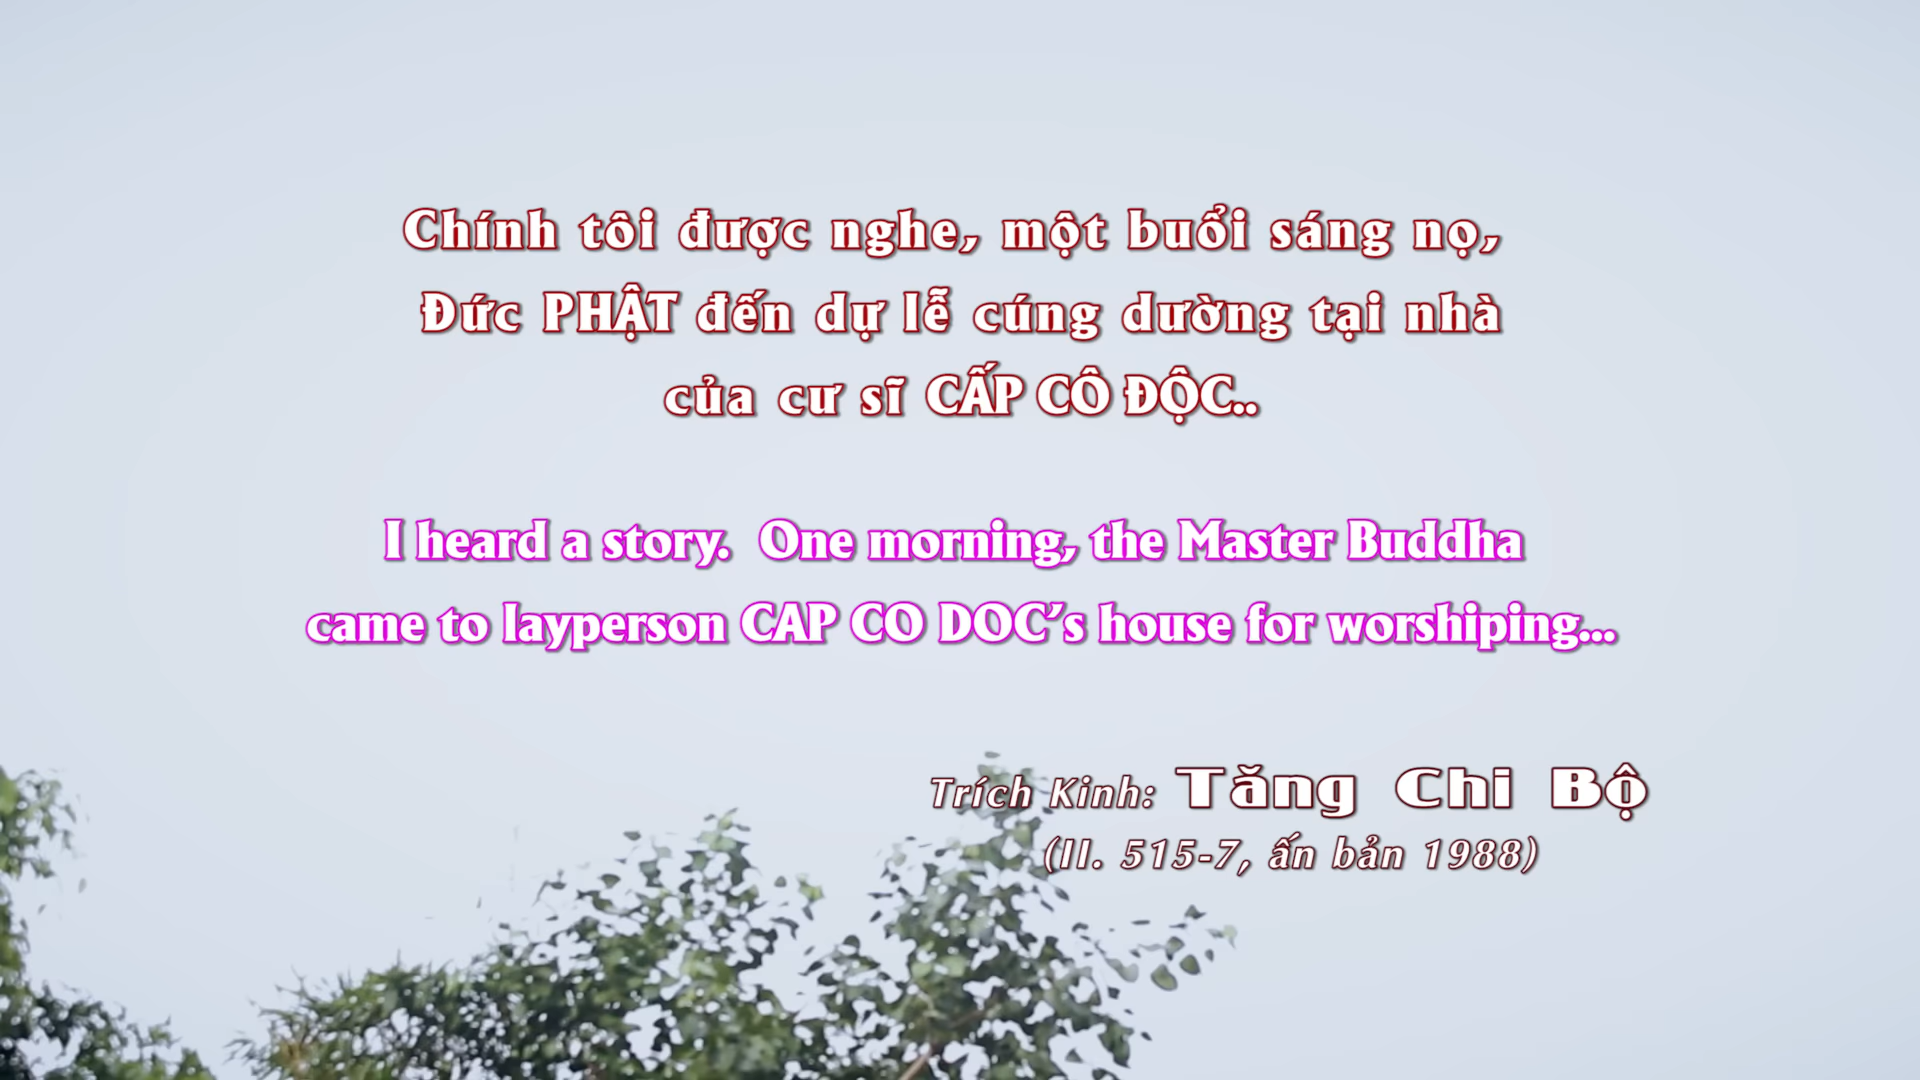 Chính tôi được nghe, một buổi sáng nọ,
Đức PHẬT đến dự lễ cúng dường tại nhà
của cư sĩ CẤP CÔ ĐỘC..
I heard a story. One morning, the Master Buddha
came to layperson CAP CO DOC’s house for worshiping...
Trích Kinh: Tăng Chi Bộ
(II. 515-7, ấn bản 1988)